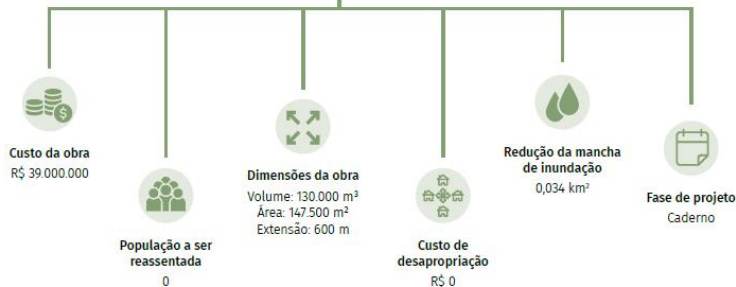 Custo da obra
R$ 39.000.000
População a ser
reassentada
0
Dimensões da obra
Volume: 130.000 m³
Área: 147.500 m²
Extensão: 600 m
Custo de
desapropriação
R$ 0
Redução da mancha
de inundação
0,034 km²
Fase de projeto
Caderno